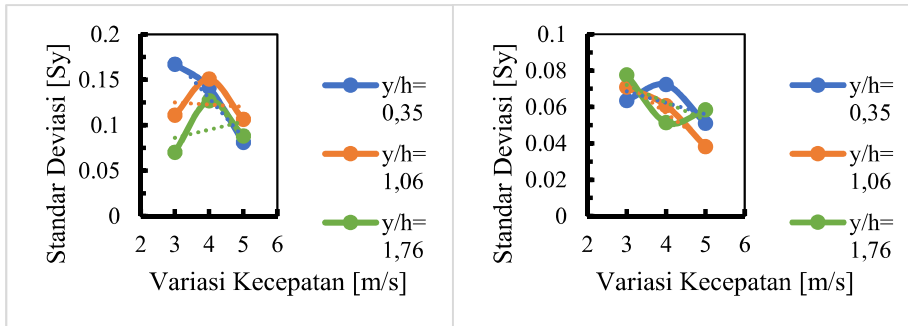 Standar Deviasi [Sy]
0.2
0.15
0.1
0.05
0
2 3 4 5 6
Variasi Kecepatan [m/s]
y/h=
0,35
y/h=
1,06
y/h=
1,76
Standar Deviasi [Sy]
0.1
0.08
0.06
0.04
0.02
0
2 3 4 5 6
Variasi Kecepatan [m/s]
y/h=
0,35
y/h=
1,06
y/h=
1,76